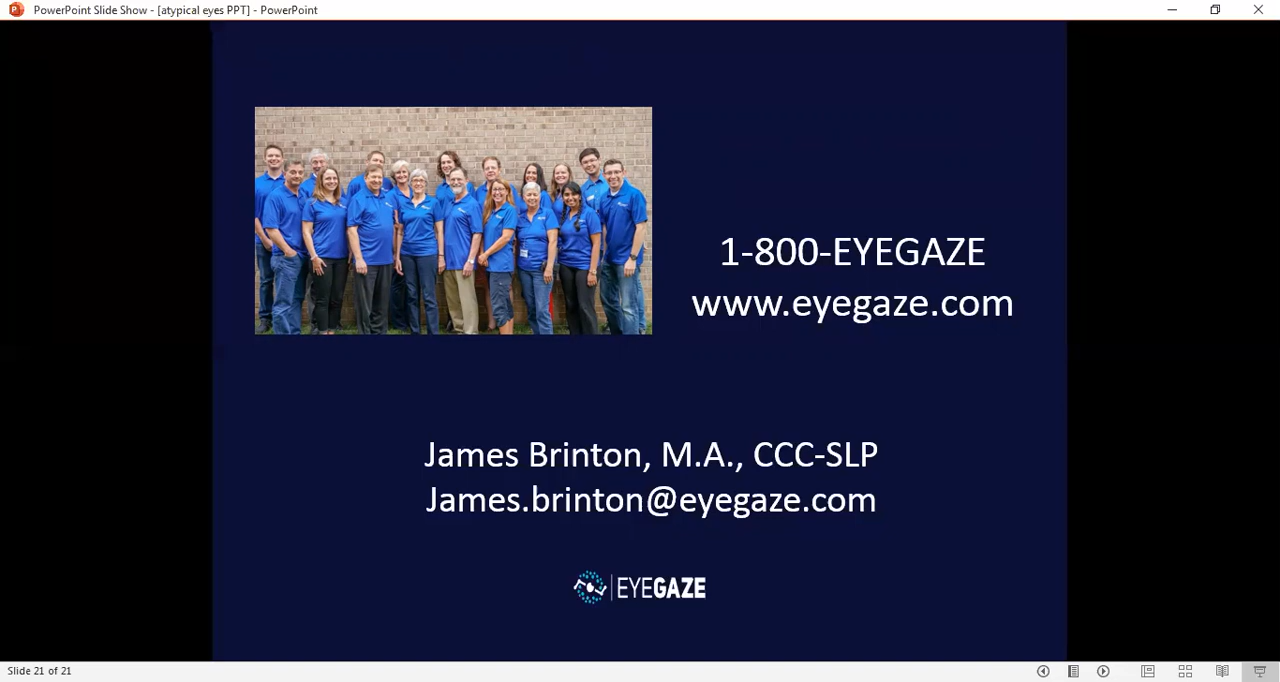 PowerPoint Slide Show - [atypical eyes PPT] - PowerPoint
1-800-EYEGAZE
www.eyegaze.com
James Brinton, M.A., CCC-SLP
James.brinton@eyegaze.com
EYEGAZE
Slide 21 of 21